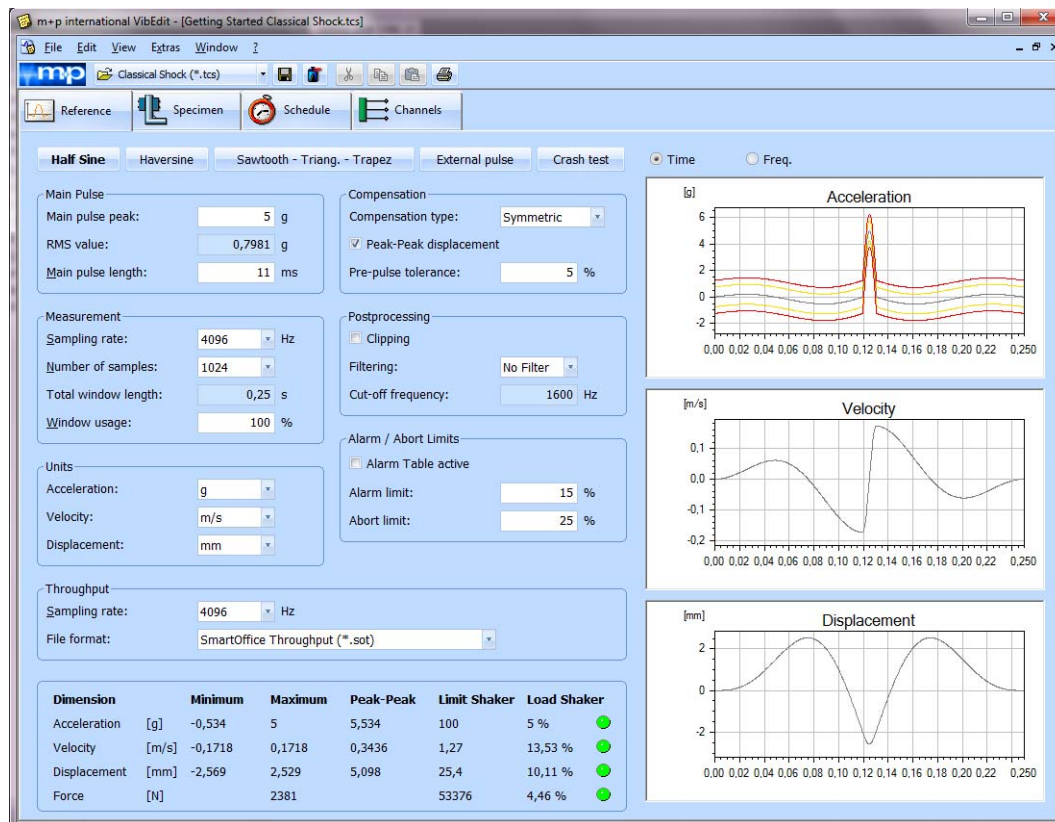 m+p international VibEdit - [Getting Started Classical Shock.tcs]
File Edit View Extras Window ?
m+p Classical Shock (*.tcs)
Reference Specimen Schedule Channels
Half Sine Haversine Sawtooth - Triang. - Trapez External pulse Crash test
Main Pulse
Main pulse peak: 5 g
RMS value: 0,7981 g
Main pulse length: 11 ms
Compensation
Compensation type: Symmetric
Peak-Peak displacement
Pre-pulse tolerance: 5 %
Measurement
Sampling rate: 4096 Hz
Number of samples: 1024
Total window length: 0,25 s
Window usage: 100 %
Postprocessing
Clipping
Filtering: No Filter
Cut-off frequency: 1600 Hz
Units
Acceleration: g
Velocity: m/s
Displacement: mm
Alarm / Abort Limits
Alarm Table active
Alarm limit: 15 %
Abort limit: 25 %
Throughput
Sampling rate: 4096 Hz
File format: SmartOffice Throughput (*.sot)
Dimension Minimum Maximum Peak-Peak Limit Shaker Load Shaker
Acceleration [g] -0,534 5 5,534 100 5 %
Velocity [m/s] -0,1718 0,1718 0,3436 1,27 13,53 %
Displacement [mm] -2,569 2,529 5,098 25,4 10,11 %
Force [N] 2381 53376 4,46 %
Time Freq.
[g] Acceleration
6
4
2
0
-2
0,00 0,02 0,04 0,06 0,08 0,10 0,12 0,14 0,16 0,18 0,20 0,22 0,250
[m/s] Velocity
0,1
0,0
-0,1
-0,2
0,00 0,02 0,04 0,06 0,08 0,10 0,12 0,14 0,16 0,18 0,20 0,22 0,250
[mm] Displacement
2
0
-2
0,00 0,02 0,04 0,06 0,08 0,10 0,12 0,14 0,16 0,18 0,20 0,22 0,250